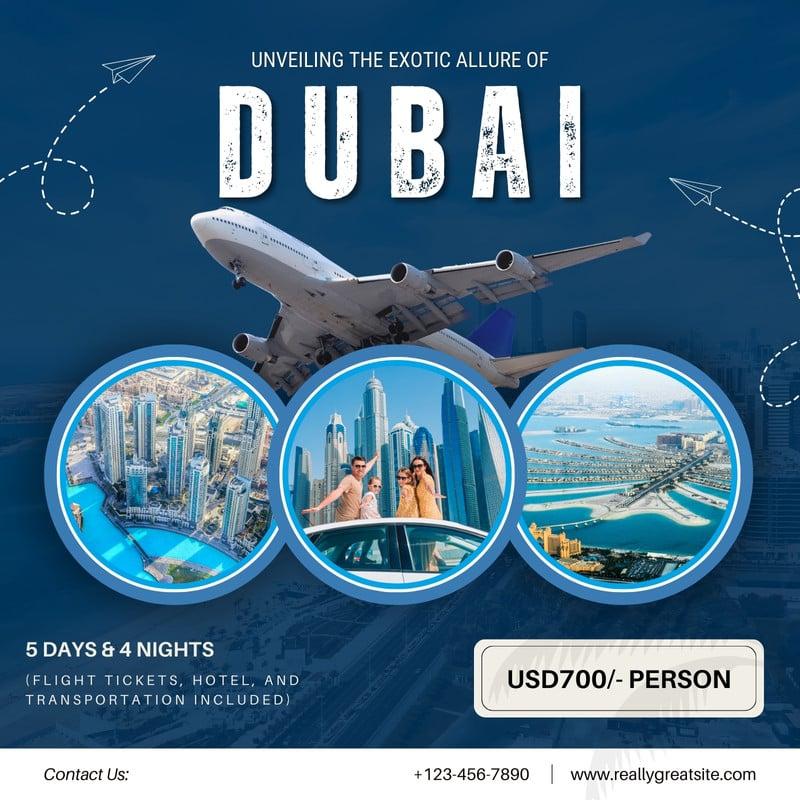 UNVEILING THE EXOTIC ALLURE OF
DUBAI
5 DAYS & 4 NIGHTS
(FLIGHT TICKETS, HOTEL, AND
TRANSPORTATION INCLUDED)
USD700/- PERSON
Contact Us:
+123-456-7890 | www.reallygreatsite.com